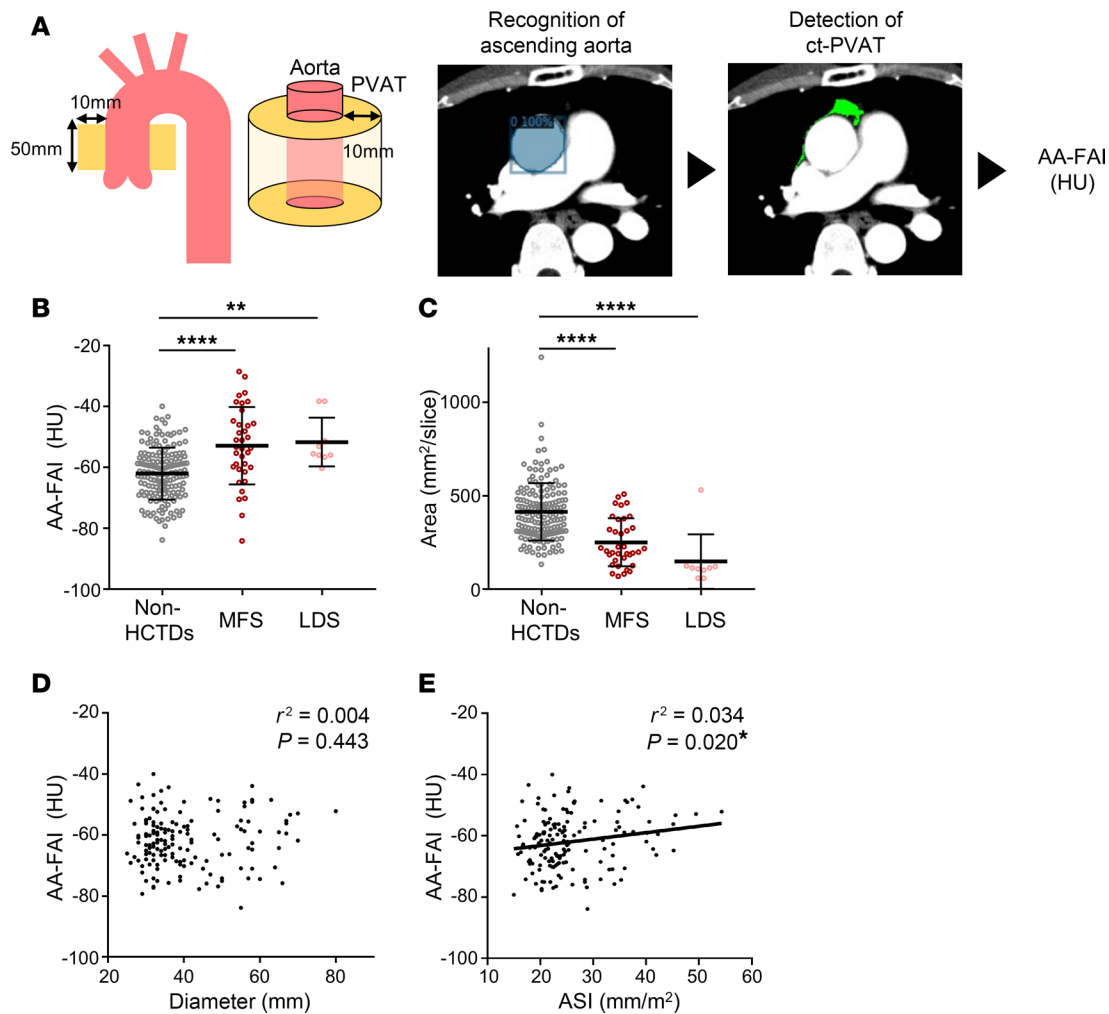 A
10mm
50mm
Aorta
PVAT
10mm
Recognition of
ascending aorta
0 100%
Detection of
ct-PVAT
AA-FAI
(HU)
B
**
****
AA-FAI (HU)
-20
-40
-60
-80
-100
Non-
HCTDs
MFS
LDS
C
****
****
Area (mm²/slice)
1000
500
0
Non-
HCTDs
MFS
LDS
D
r² = 0.004
P = 0.443
AA-FAI (HU)
-20
-40
-60
-80
-100
20
40
60
80
Diameter (mm)
E
r² = 0.034
P = 0.020*
AA-FAI (HU)
-20
-40
-60
-80
-100
10
20
30
40
50
60
ASI (mm/m²)